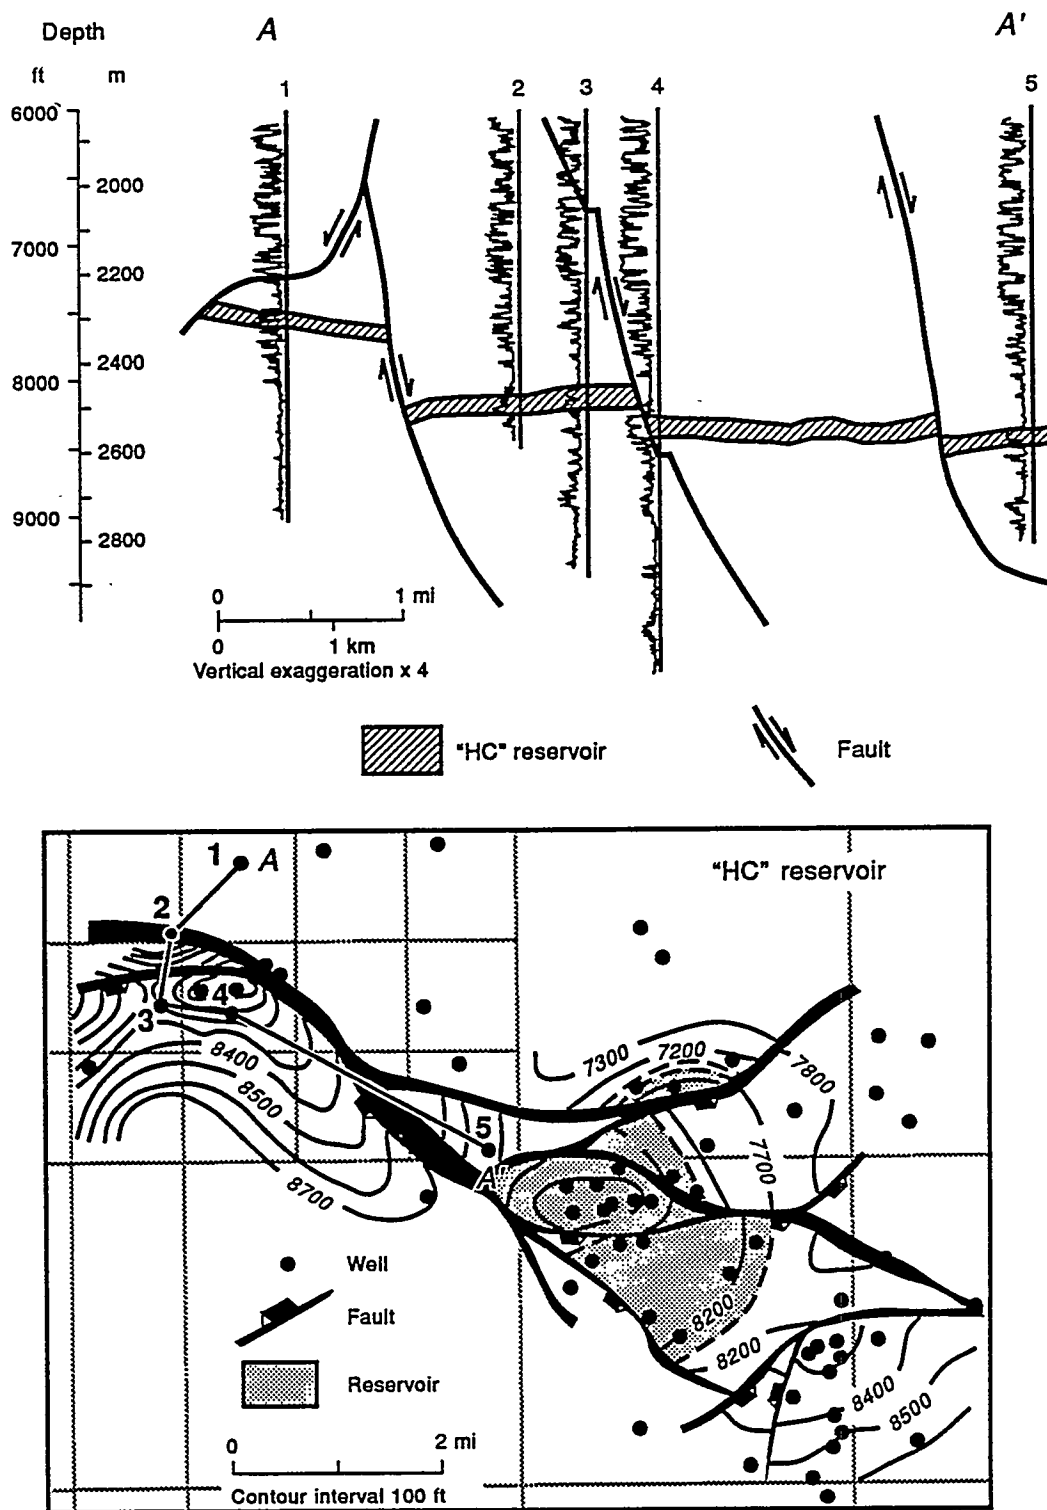 Depth A A'
ft m
1 2 3 4 5
6000
2000
7000
2200
2400
8000
2600
9000
2800
0 1 mi
0 1 km
Vertical exaggeration x 4
"HC" reservoir
Fault
1 A
"HC" reservoir
2
4
3
8400
7300 7200 7800
8500
5
7700
A'
8700
Well
8200
Fault
8200
Reservoir
8400
8500
0 2 mi
Contour interval 100 ft